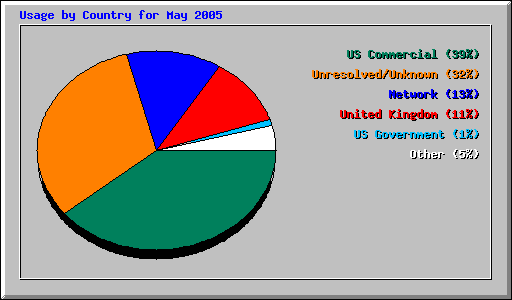 Usage by Country for May 2005
US Commercial (39%)
Unresolved/Unknown (32%)
Network (13%)
United Kingdom (11%)
US Government (1%)
Other (5%)